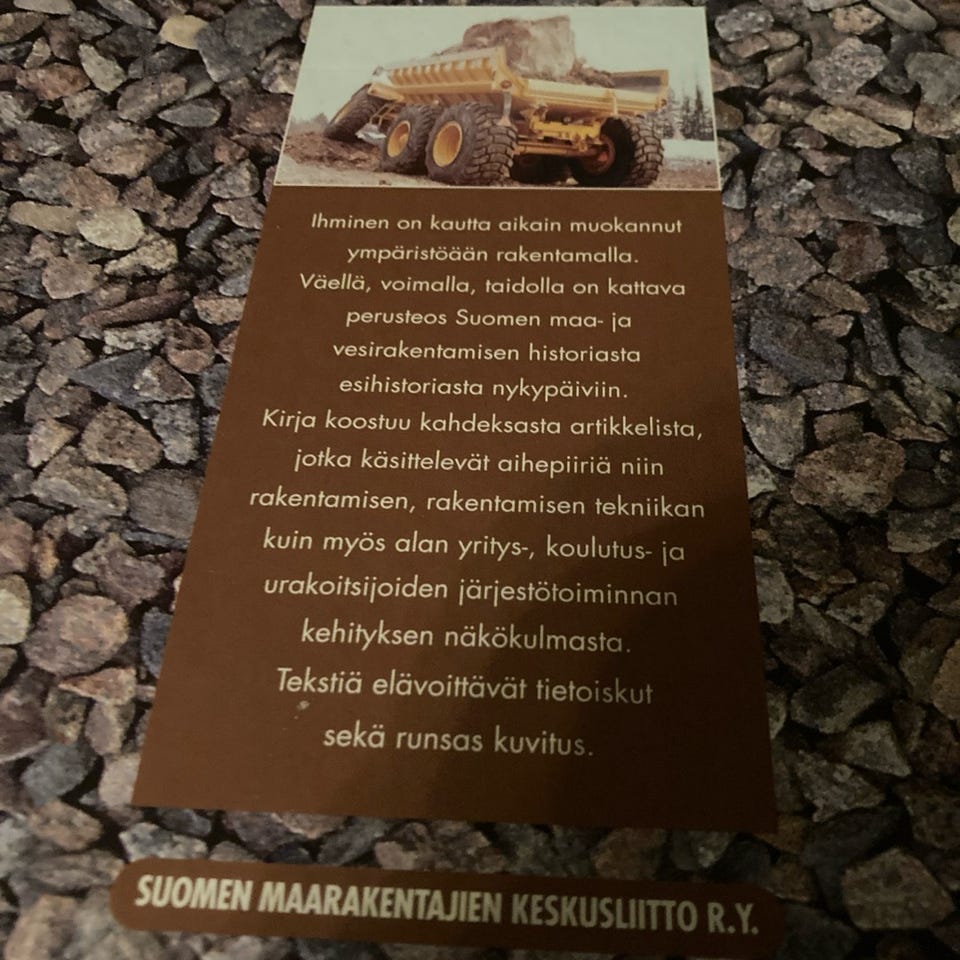 Ihminen on kautta aikain muokannut
ympäristöään rakentamalla.
Väellä, voimalla, taidolla on kattava
perusteos Suomen maa- ja
vesirakentamisen historiasta
esihistoriasta nykypäiviin.
Kirja koostuu kahdeksasta artikkelista,
jotka käsittelevät aihepiiriä niin
rakentamisen, rakentamisen tekniikan
kuin myös alan yritys-, koulutus- ja
urakoitsijoiden järjestötoiminnan
kehityksen näkökulmasta.
Tekstiä elävoittävät tietoiskut
sekä runsas kuvitus.
SUOMEN MAARAKENTAJIEN KESKUSLIITTO R.Y.